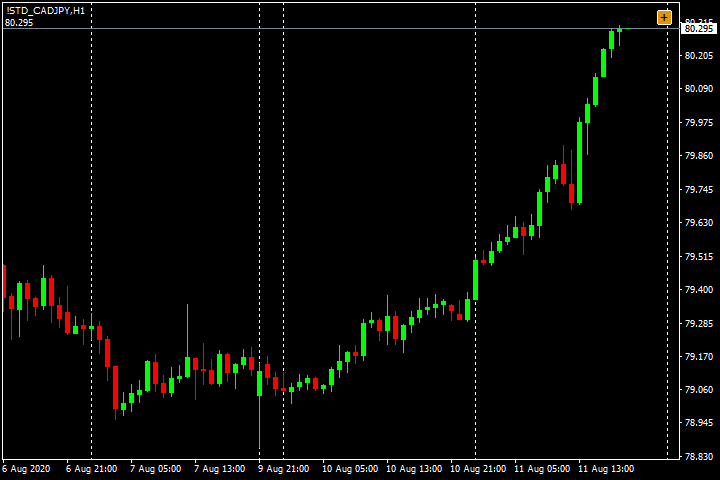 !STD_CADJPY,H1
80.295
80.315
80.295
80.205
80.090
79.975
79.860
79.745
79.630
79.515
79.400
79.285
79.170
79.060
78.945
78.830
6 Aug 2020
6 Aug 21:00
7 Aug 05:00
7 Aug 13:00
9 Aug 21:00
10 Aug 05:00
10 Aug 13:00
10 Aug 21:00
11 Aug 05:00
11 Aug 13:00